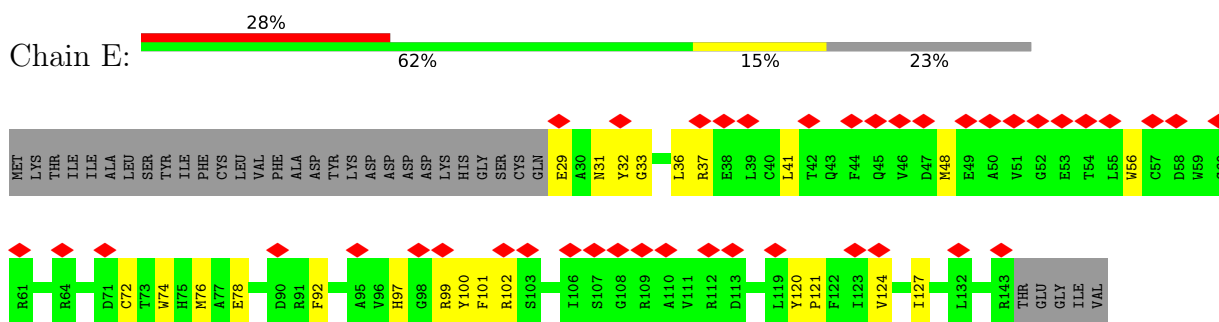 28%
Chain E:
62% 15% 23%
MET LYS THR ILE ILE ALA LEU SER TYR ILE PHE CYS LEU VAL PHE ALA ASP TYR LYS ASP ASP ASP ASP LYS HIS GLY SER CYS GLN E29 A30 N31 Y32 G33 L36 R37 E38 L39 C40 L41 T42 Q43 F44 Q45 V46 D47 M48 E49 A50 V51 G52 E53 T54 L55 W56 C57 D58 W59
R61 R64 D71 C72 T73 W74 H75 M76 A77 E78 D90 R91 F92 A95 V96 H97 G98 R99 Y100 F101 R102 S103 I106 S107 G108 R109 A110 V111 R112 D113 L119 Y120 P121 F122 I123 V124 I127 L132 R143 THR GLU GLY ILE VAL